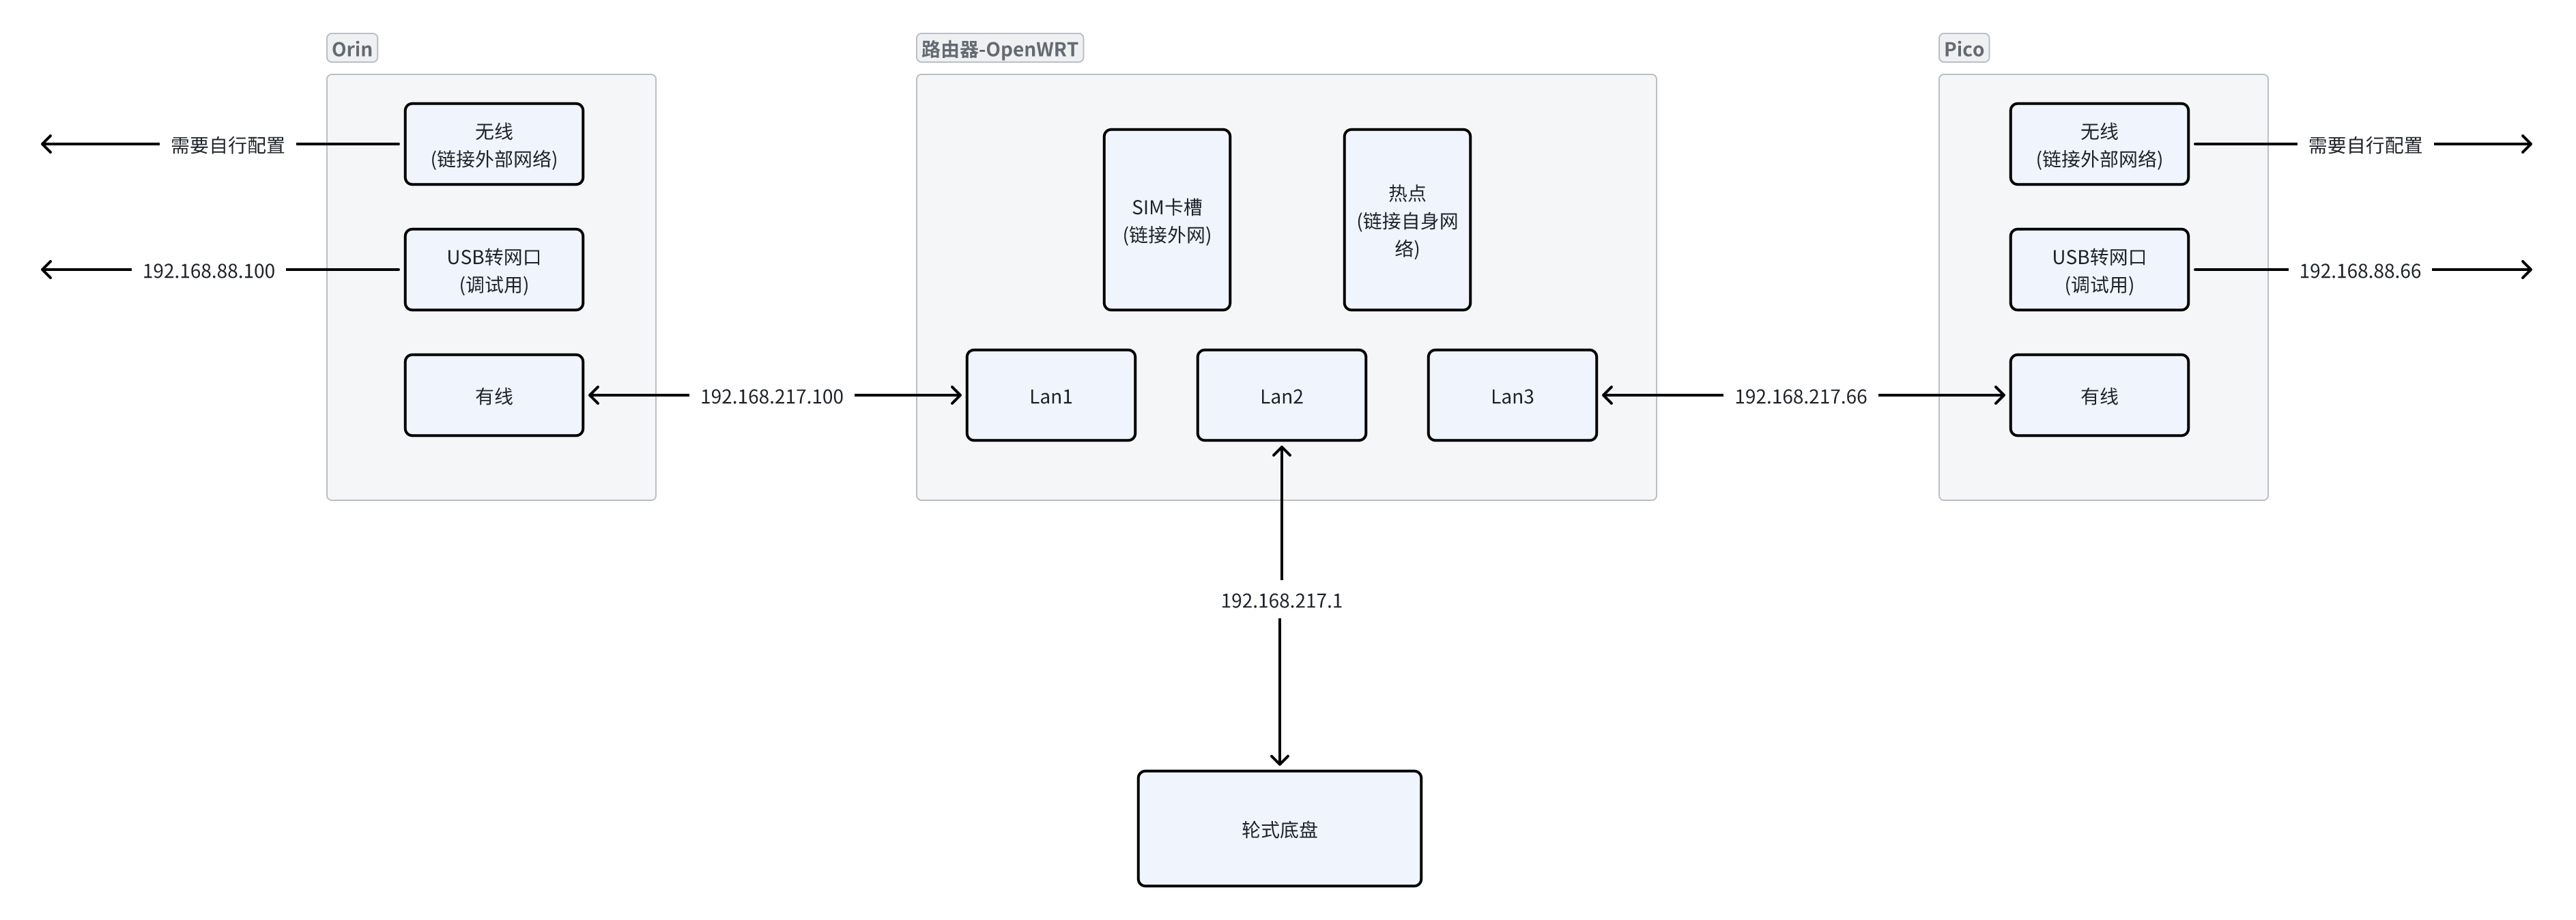 Orin
路由器-OpenWRT
Pico
需要自行配置
无线
(链接外部网络)
192.168.88.100
USB转网口
(调试用)
有线
192.168.217.100
SIM卡槽
(链接外网)
热点
(链接自身网
络)
Lan1
Lan2
Lan3
192.168.217.66
无线
(链接外部网络)
需要自行配置
USB转网口
(调试用)
192.168.88.66
有线
192.168.217.1
轮式底盘